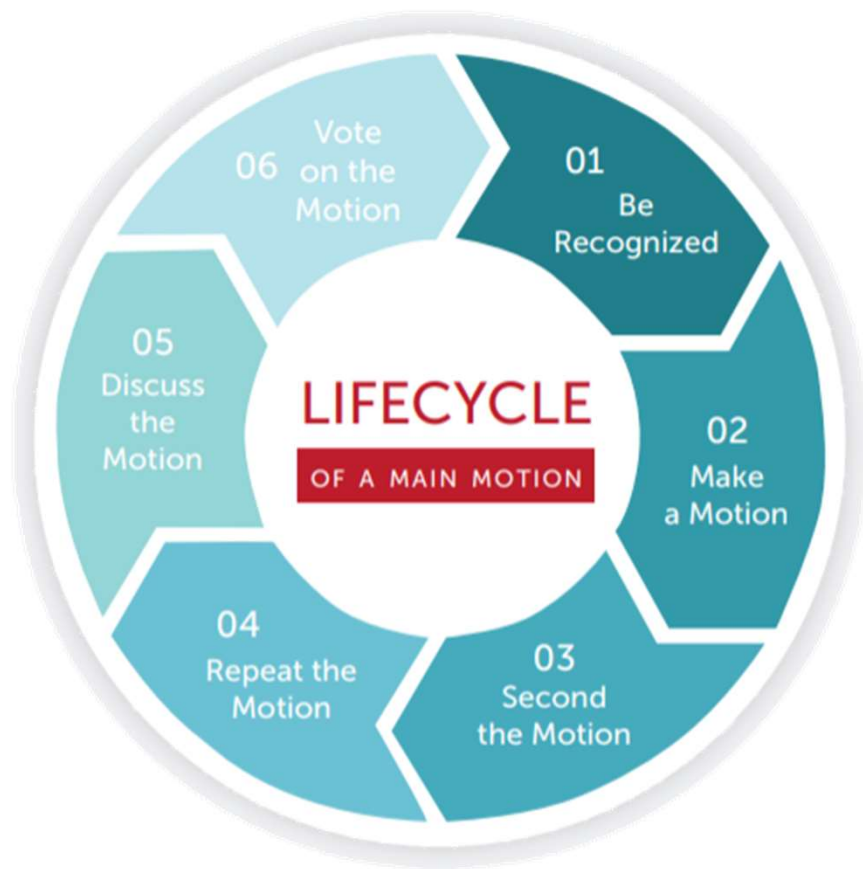 LIFECYCLE
OF A MAIN MOTION
01
Be
Recognized
02
Make
a Motion
03
Second
the Motion
04
Repeat the
Motion
05
Discuss
the
Motion
06
Vote
on the
Motion